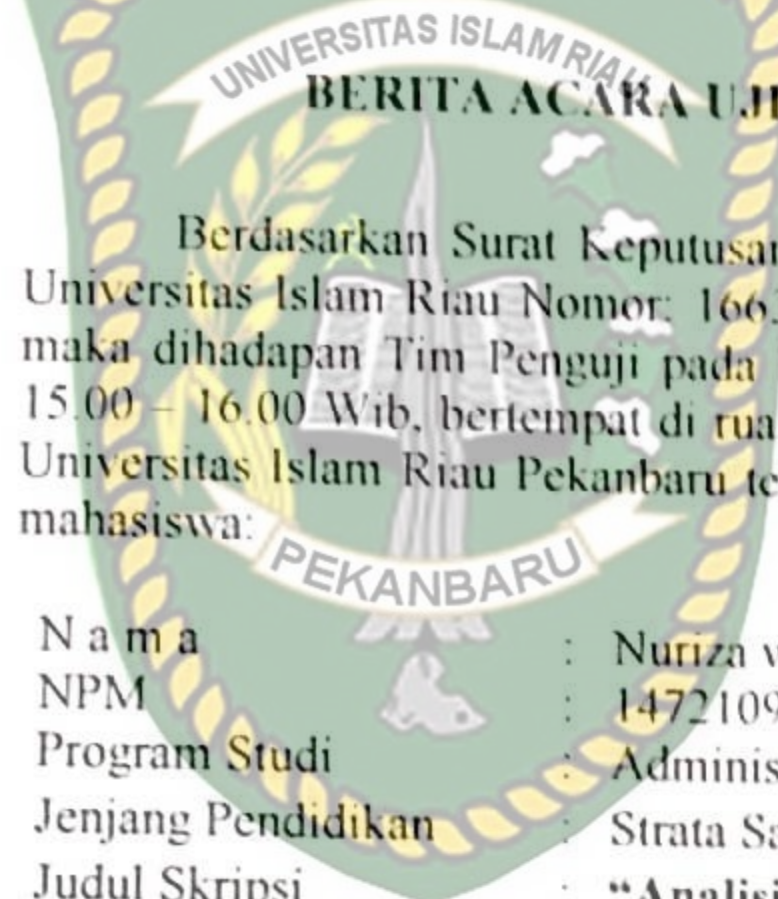 UNIVERSITAS ISLAM RIAU
BERITA ACARA UJI
Berdasarkan Surat Keputusan
Universitas Islam Riau Nomor: 166.
maka dihadapan Tim Penguji pada
15.00 – 16.00 Wib, bertempat di rua
Universitas Islam Riau Pekanbaru te
mahasiswa:
PEKANBARU
N a m a : Nuriza v
NPM : 1472109
Program Studi : Adminis
Jenjang Pendidikan : Strata Sa
Judul Skripsi : “Analisi